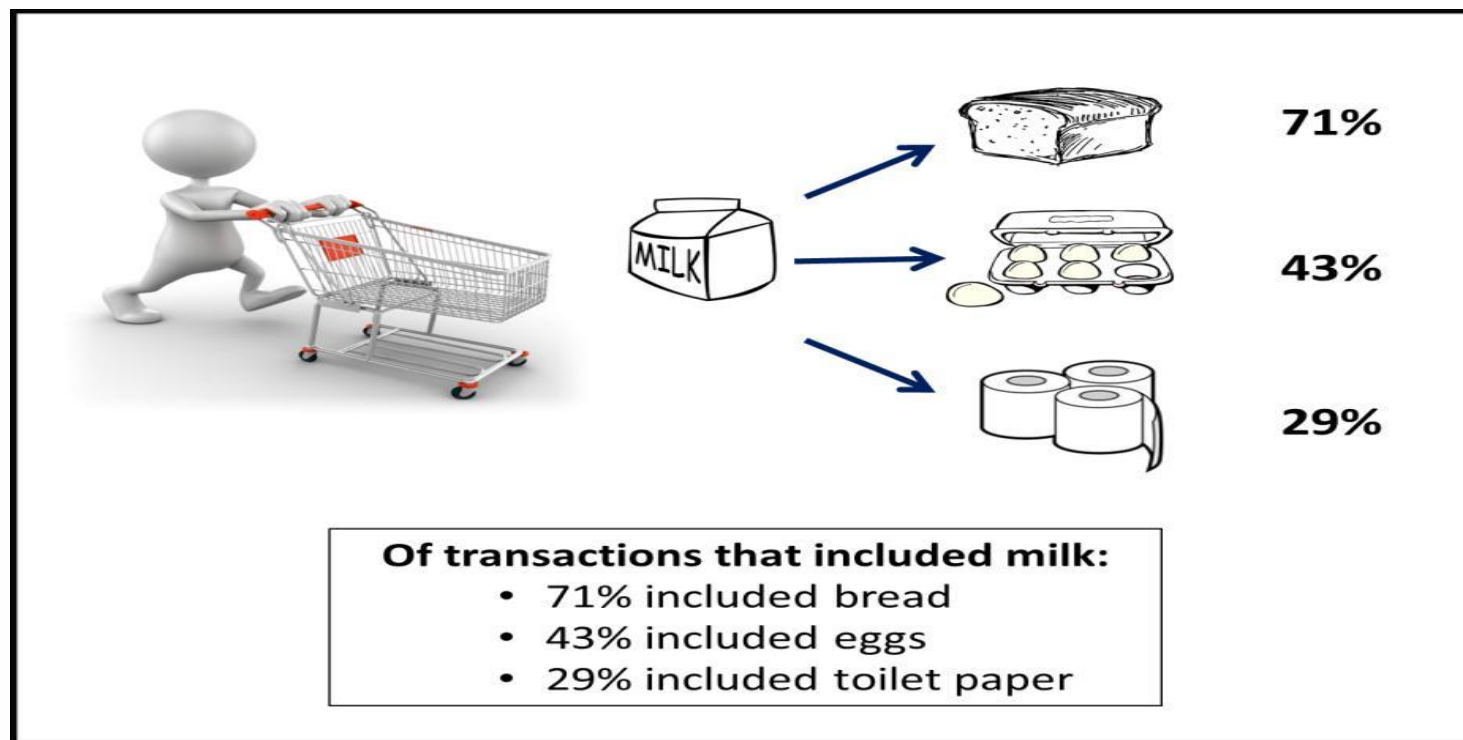 71%
MILK
43%
29%
Of transactions that included milk:
• 71% included bread
• 43% included eggs
• 29% included toilet paper